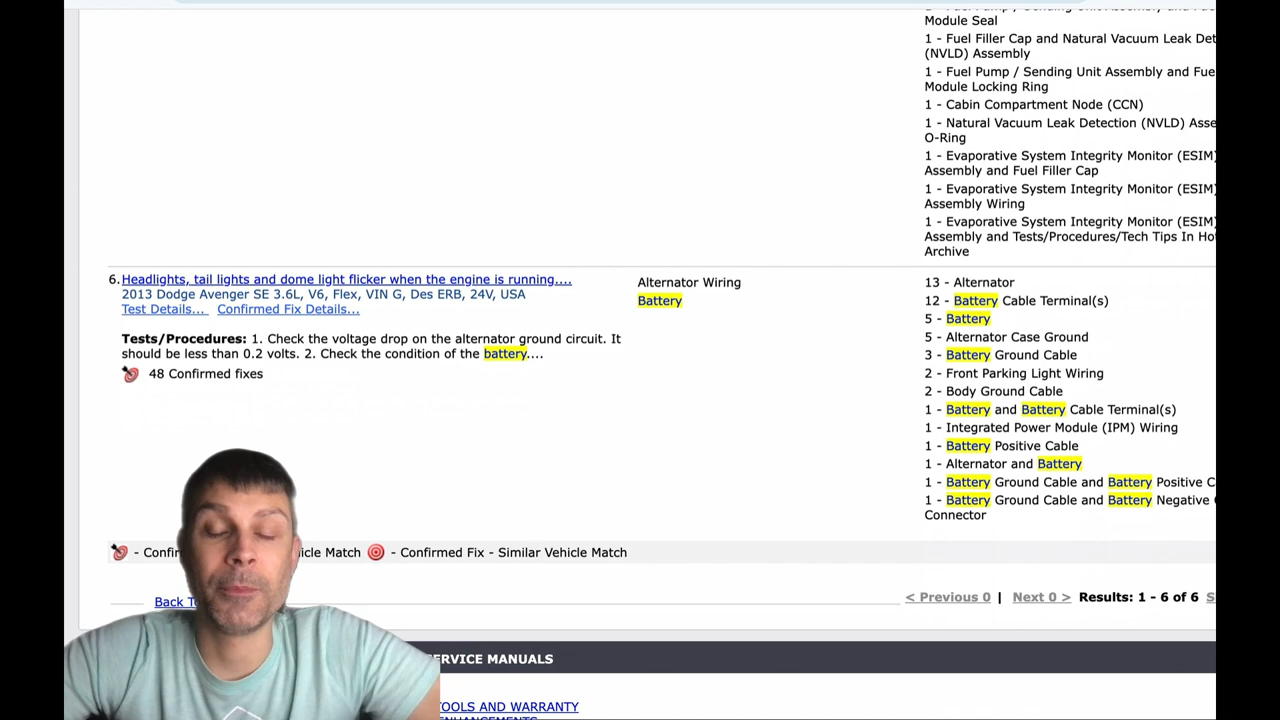 Module Seal
1 - Fuel Filler Cap and Natural Vacuum Leak Det
(NVLD) Assembly
1 - Fuel Pump / Sending Unit Assembly and Fue
Module Locking Ring
1 - Cabin Compartment Node (CCN)
1 - Natural Vacuum Leak Detection (NVLD) Asse
O-Ring
1 - Evaporative System Integrity Monitor (ESIM)
Assembly and Fuel Filler Cap
1 - Evaporative System Integrity Monitor (ESIM)
Assembly Wiring
1 - Evaporative System Integrity Monitor (ESIM)
Assembly and Tests/Procedures/Tech Tips In Ho
Archive
6. Headlights, tail lights and dome light flicker when the engine is running....
2013 Dodge Avenger SE 3.6L, V6, Flex, VIN G, Des ERB, 24V, USA
Test Details... Confirmed Fix Details...
Tests/Procedures: 1. Check the voltage drop on the alternator ground circuit. It
should be less than 0.2 volts. 2. Check the condition of the battery....
48 Confirmed fixes
Alternator Wiring
Battery
13 - Alternator
12 - Battery Cable Terminal(s)
5 - Battery
5 - Alternator Case Ground
3 - Battery Ground Cable
2 - Front Parking Light Wiring
2 - Body Ground Cable
1 - Battery and Battery Cable Terminal(s)
1 - Integrated Power Module (IPM) Wiring
1 - Battery Positive Cable
1 - Alternator and Battery
1 - Battery Ground Cable and Battery Positive C
1 - Battery Ground Cable and Battery Negative
Connector
- Confir icle Match - Confirmed Fix - Similar Vehicle Match
Back T
< Previous 0 | Next 0 > Results: 1 - 6 of 6 S
ERVICE MANUALS
TOOLS AND WARRANTY